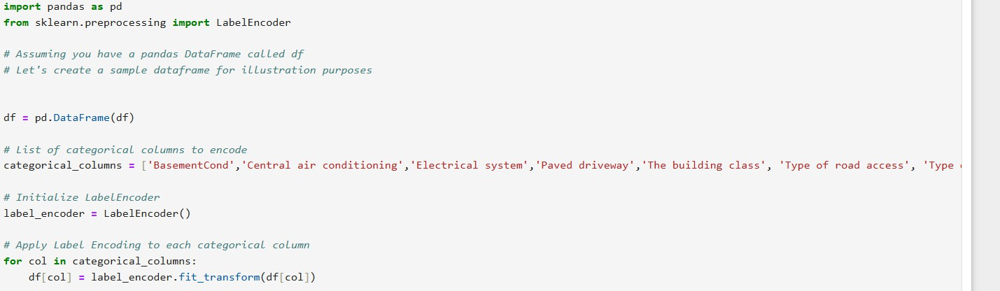 import pandas as pd
from sklearn.preprocessing import LabelEncoder
# Assuming you have a pandas DataFrame called df
# Let's create a sample dataframe for illustration purposes
df = pd.DataFrame(df)
# List of categorical columns to encode
categorical_columns = ['BasementCond','Central air conditioning','Electrical system','Paved driveway','The building class', 'Type of road access', 'Type
# Initialize LabelEncoder
label_encoder = LabelEncoder()
# Apply Label Encoding to each categorical column
for col in categorical_columns:
    df[col] = label_encoder.fit_transform(df[col])